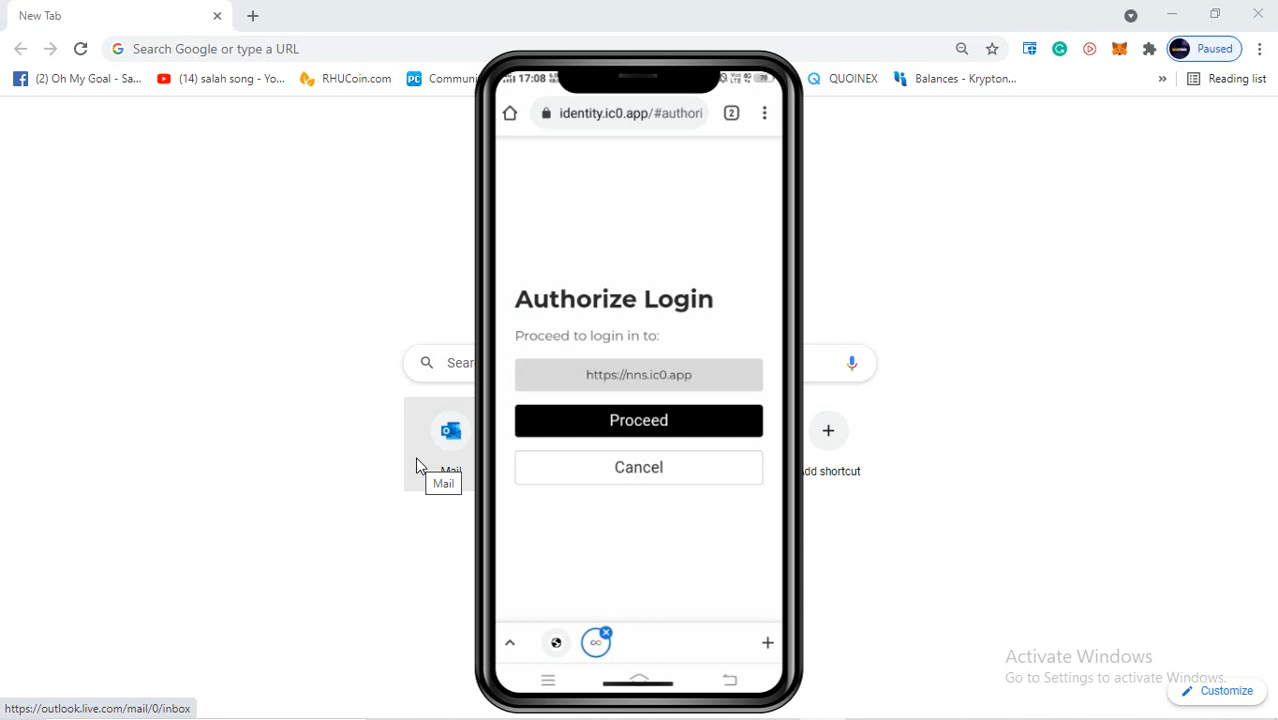 New Tab
Search Google or type a URL
Paused
(2) Oh My Goal - Sa...
(14) salah song - Yo...
RHUCoin.com
Communi
QUOINEX
Balances - Krypton...
»
Reading list
17:08
70
identity.ic0.app/#authori
2
Authorize Login
Proceed to login in to:
https://nns.ic0.app
Sear
Proceed
Cancel
Mail
Add shortcut
Mail
Activate Windows
Go to Settings to activate Windows.
Customize
https://outlook.live.com/mail/0/inbox